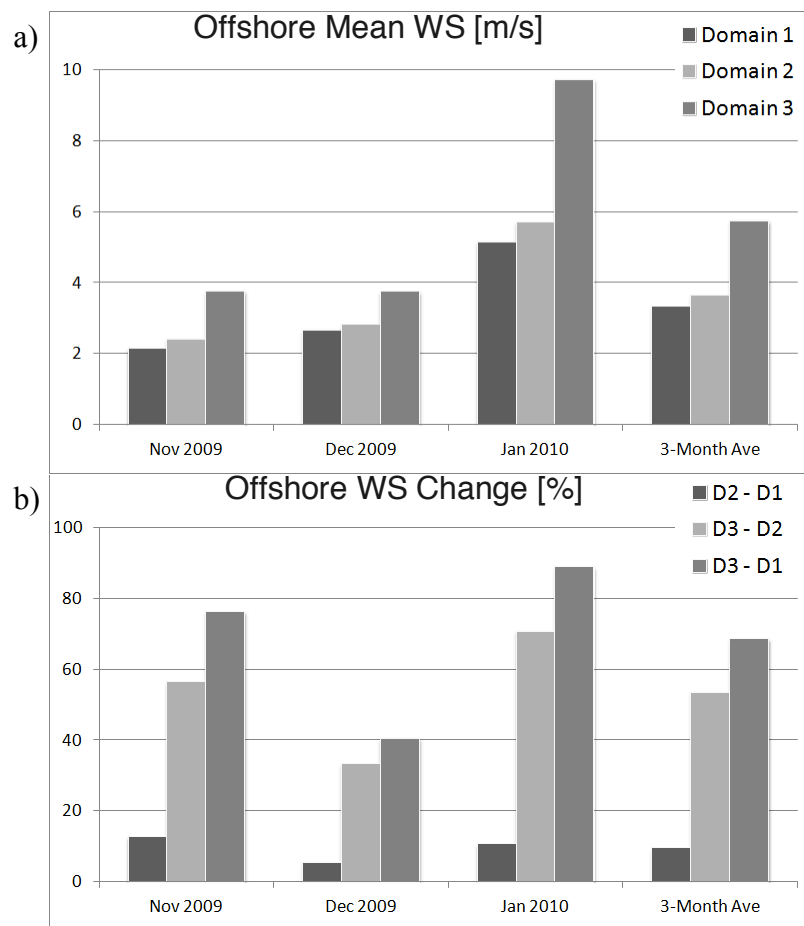 a)
Offshore Mean WS [m/s]
Domain 1
Domain 2
Domain 3
10
8
6
4
2
0
Nov 2009 Dec 2009 Jan 2010 3-Month Ave
b)
Offshore WS Change [%]
D2 - D1
D3 - D2
D3 - D1
100
80
60
40
20
0
Nov 2009 Dec 2009 Jan 2010 3-Month Ave